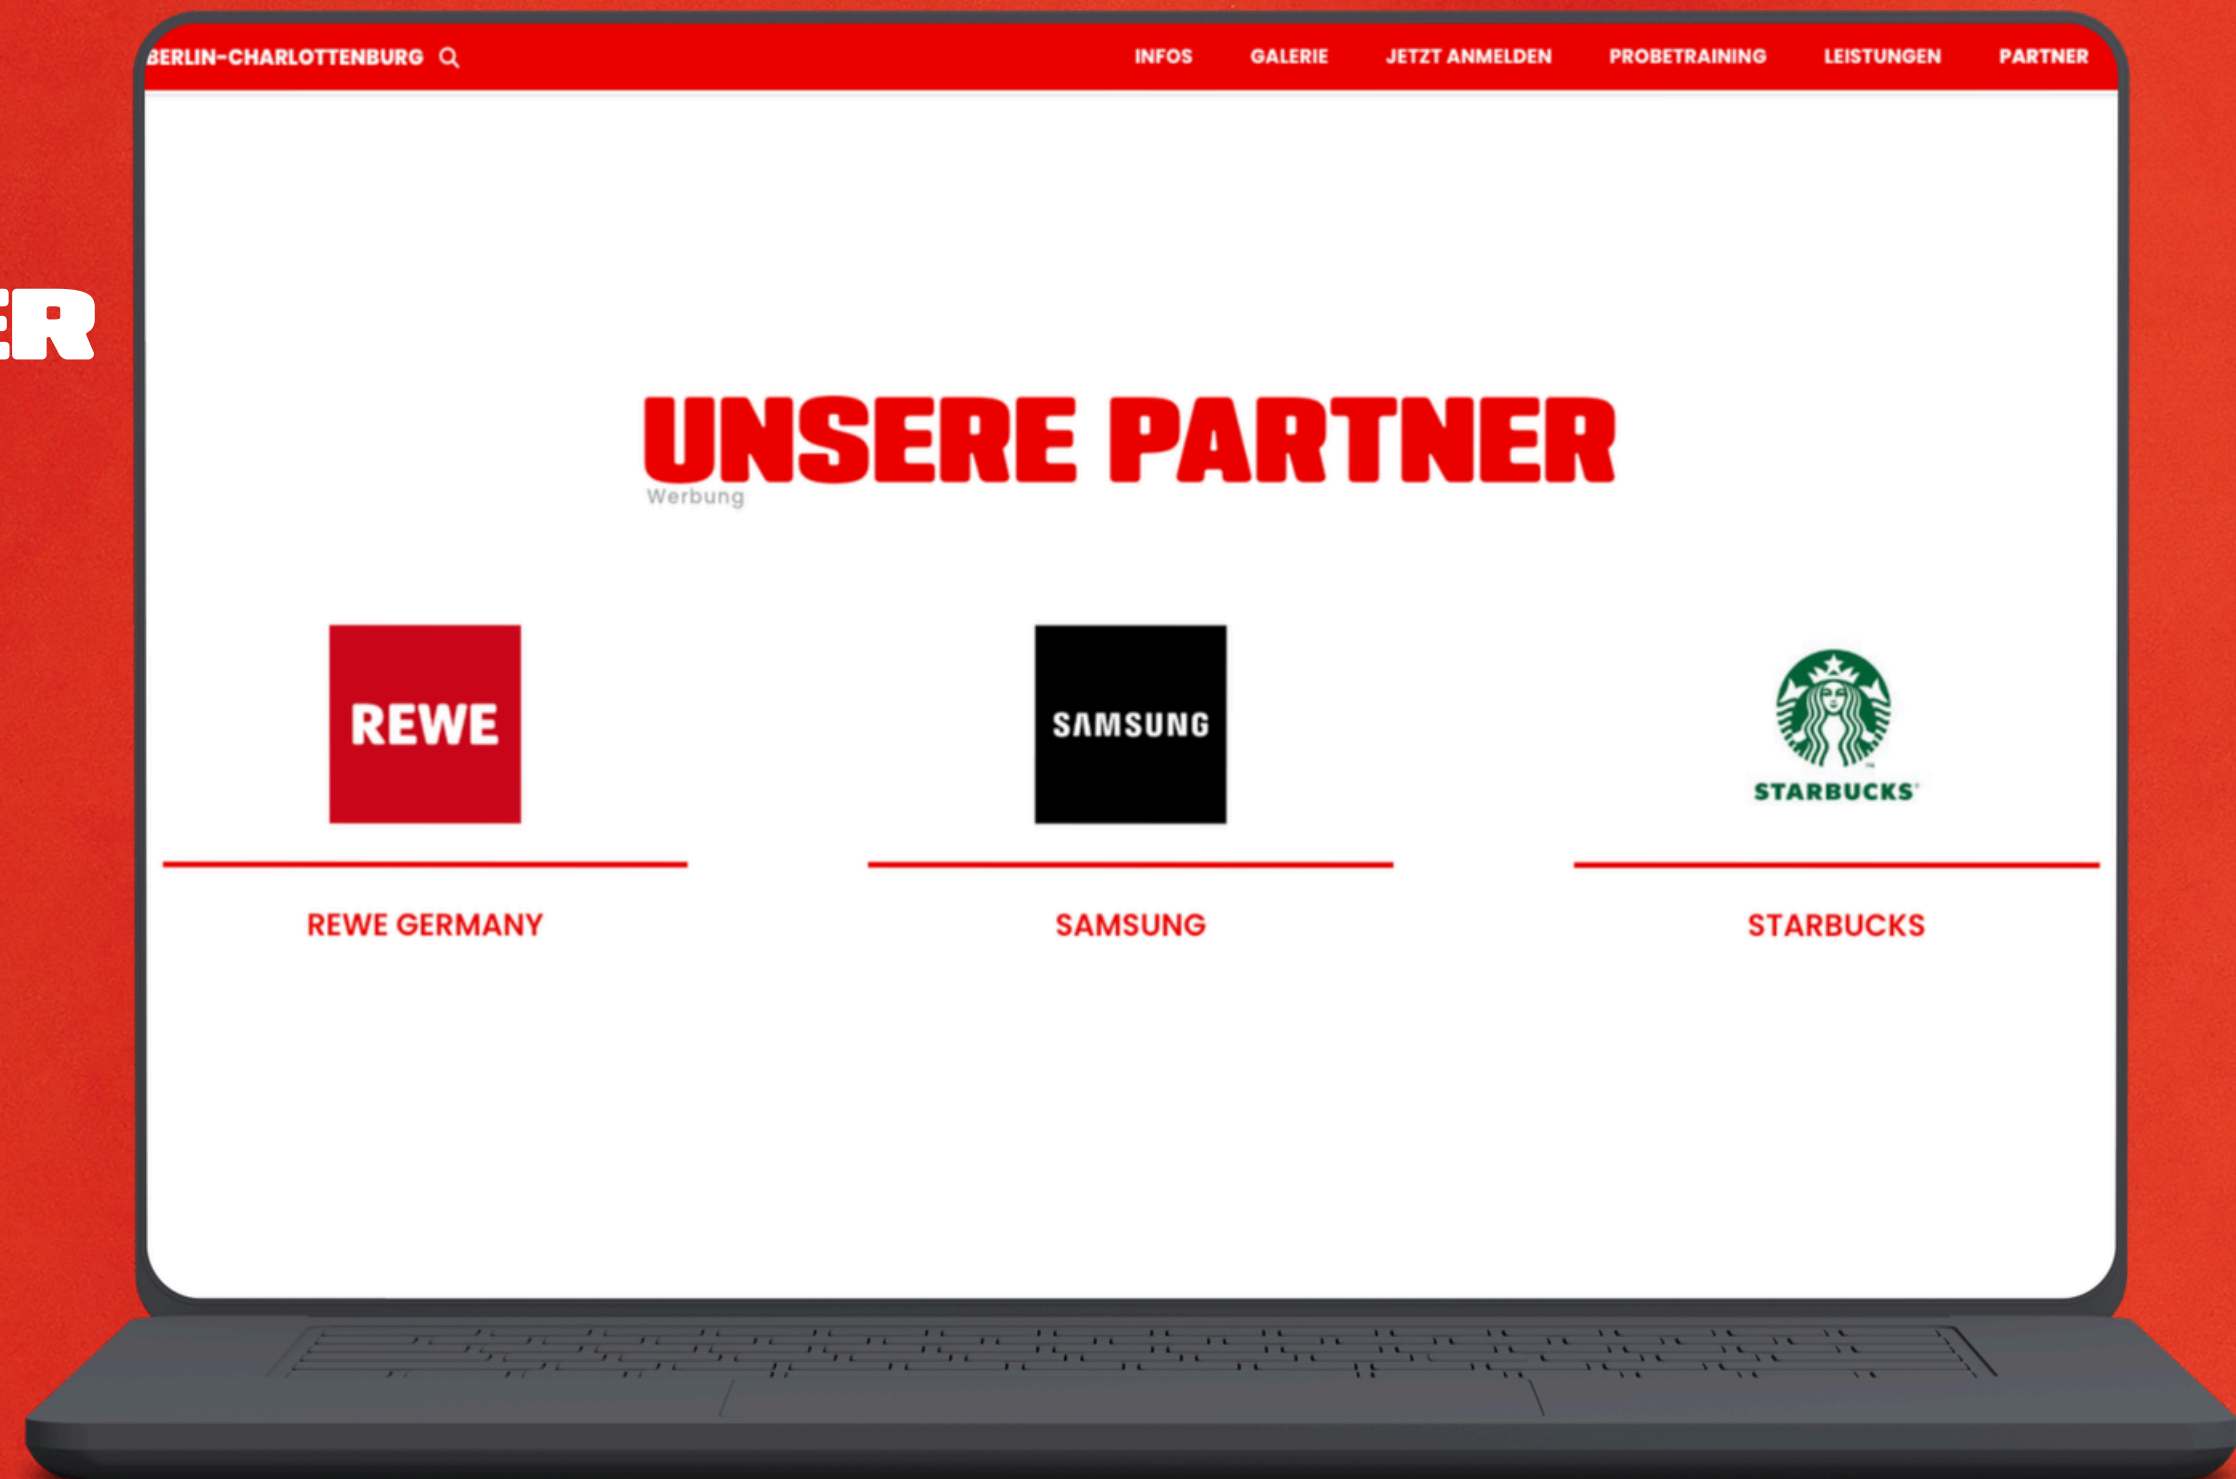 BERLIN-CHARLOTTENBURG
INFOS GALERIE JETZT ANMELDEN PROBETRAINING LEISTUNGEN PARTNER
ER
UNSERE PARTNER
Werbung
REWE
SAMSUNG
STARBUCKS
REWE GERMANY
SAMSUNG
STARBUCKS